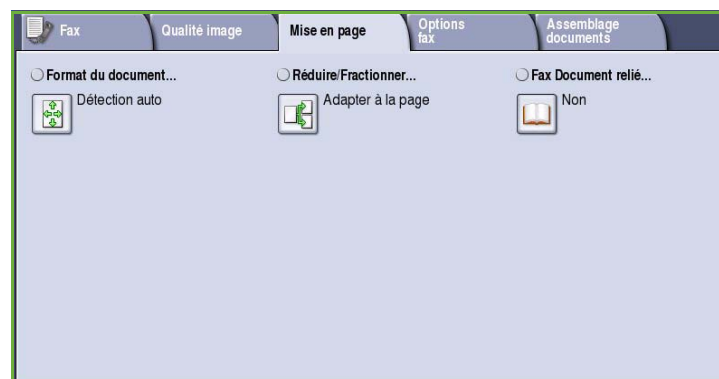 Fax
Qualité image
Mise en page
Options
fax
Assemblage
documents
Format du document...
Réduire/Fractionner...
Fax Document relié...
Détection auto
Adapter à la page
Non